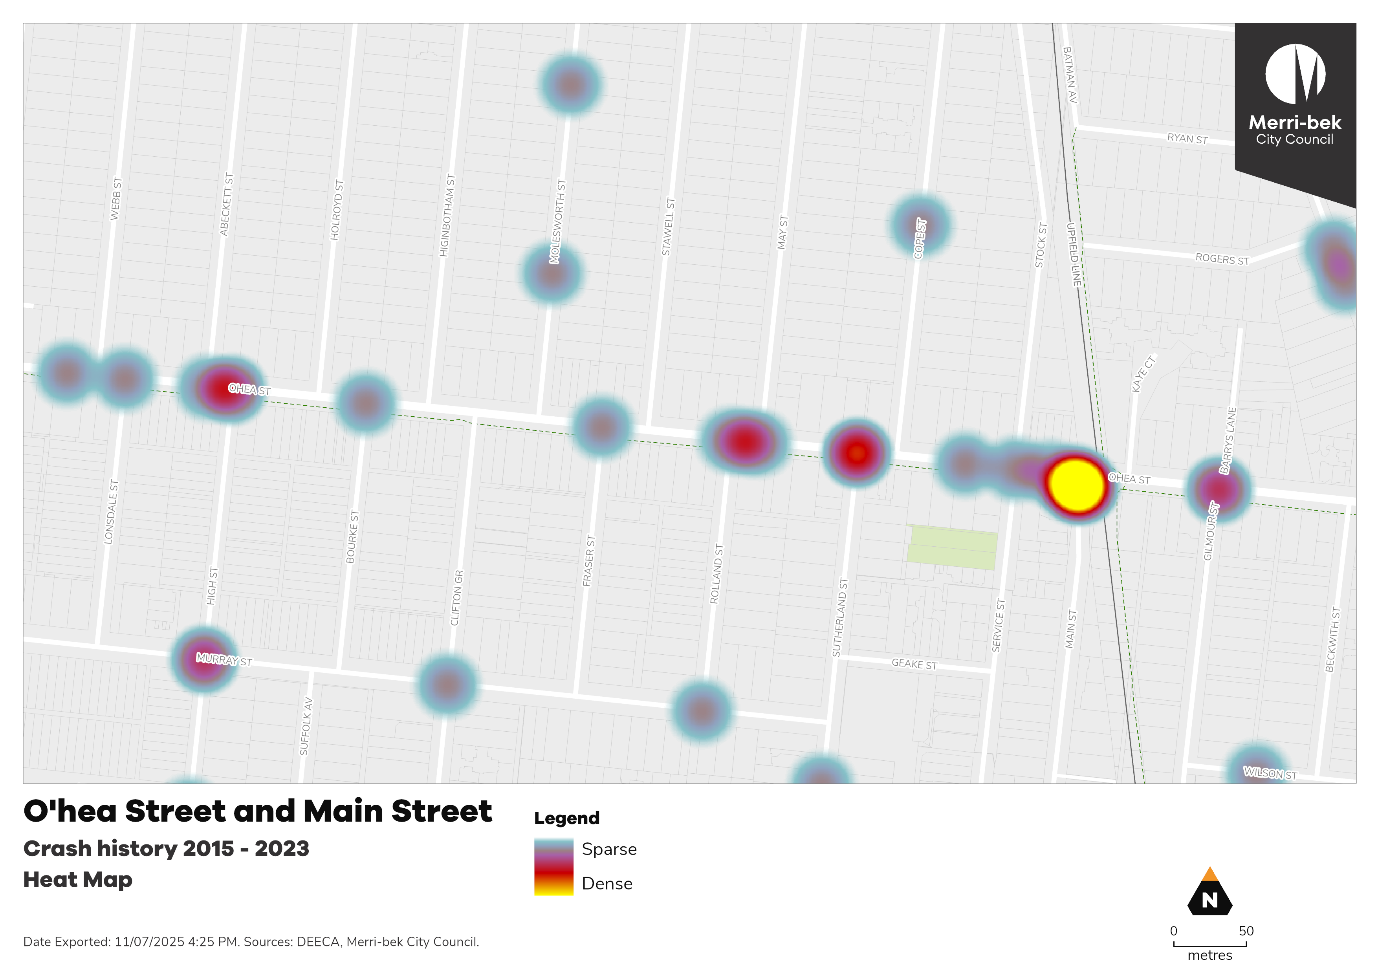 BATMAN AV
Merri-bek
City Council
RYAN ST
WEBB ST
ABECKETT ST
HOLROYD ST
HIGINBOTHAM ST
MOLESWORTH ST
STAWELL ST
MAY ST
COPE ST
STOCK ST
UPFIELD LINE
ROGERS ST
KAYE CT
OHEA ST
BARRYS LANE
OHEA ST
LONSDALE ST
BOURKE ST
GILMOUR ST
HIGH ST
CLIFTON GR
FRASER ST
ROLLAND ST
SUTHERLAND ST
SERVICE ST
MAIN ST
BECKWITH ST
MURRAY ST
GEAKE ST
SUFFOLK AV
WILSON ST
O'hea Street and Main Street
Crash history 2015 - 2023
Heat Map
Legend
Sparse
Dense
N
0 50
metres
Date Exported: 11/07/2025 4:25 PM. Sources: DEECA, Merri-bek City Council.